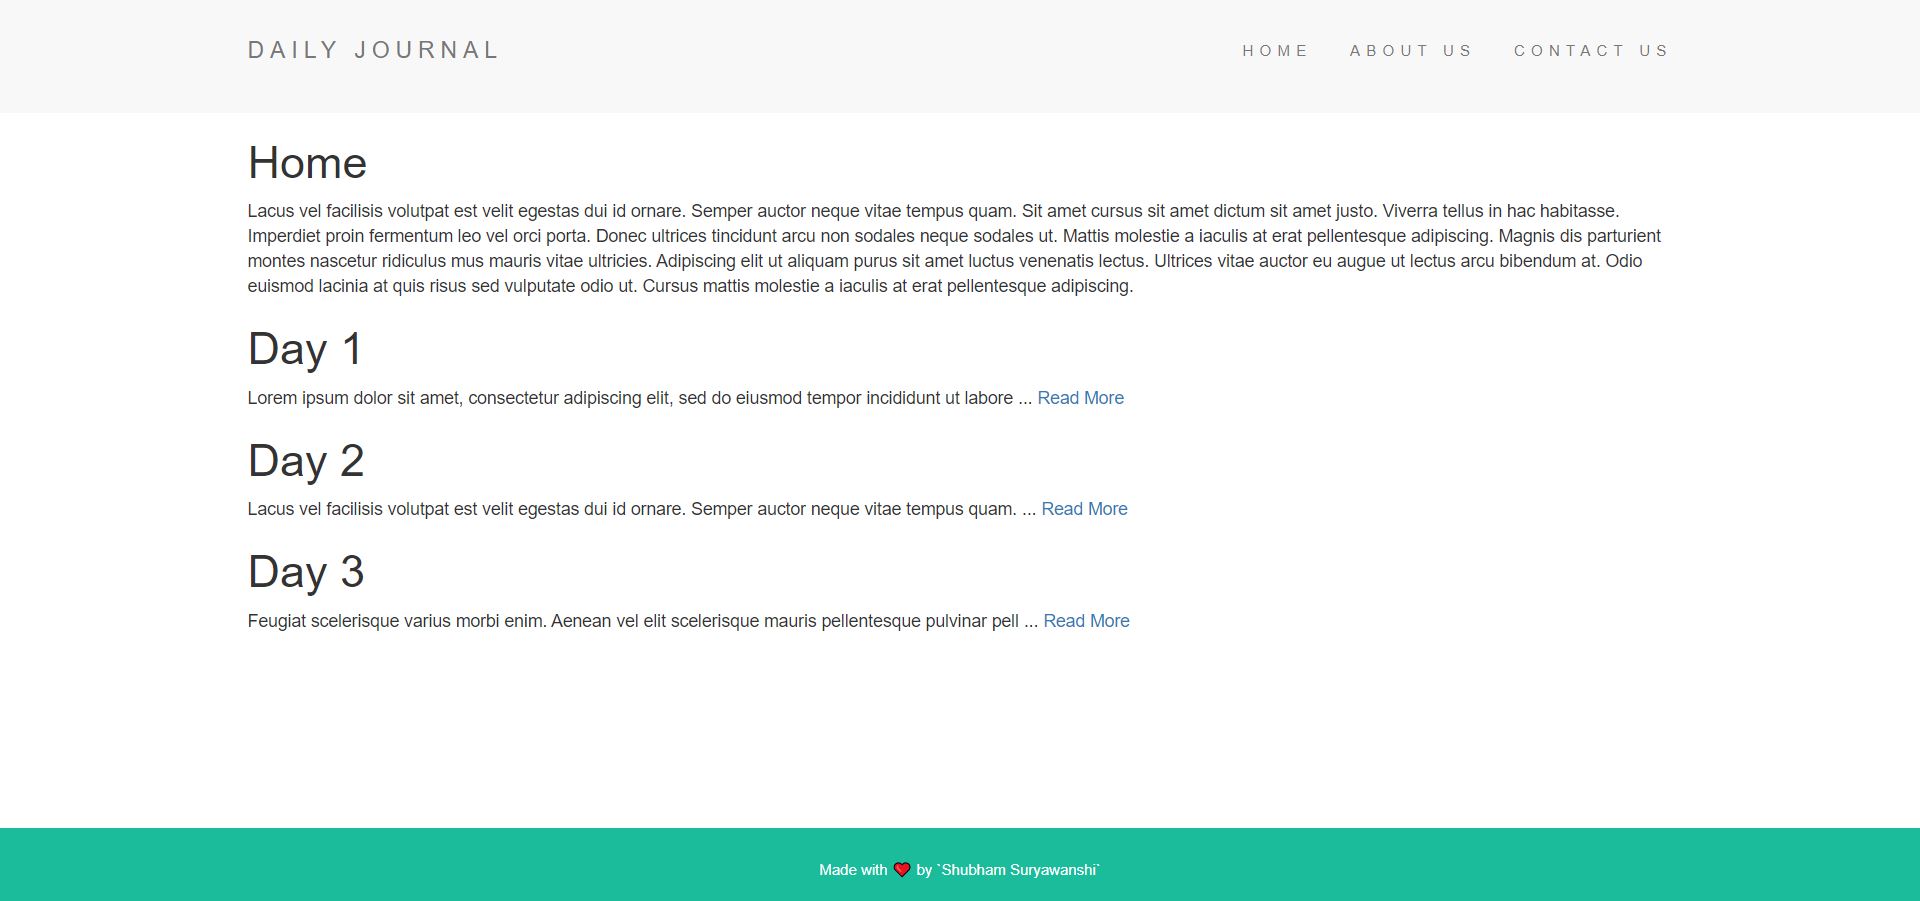 DAILY JOURNAL
HOME ABOUT US CONTACT US
Home
Lacus vel facilisis volutpat est velit egestas dui id ornare. Semper auctor neque vitae tempus quam. Sit amet cursus sit amet dictum sit amet justo. Viverra tellus in hac habitasse.
Imperdiet proin fermentum leo vel orci porta. Donec ultrices tincidunt arcu non sodales neque sodales ut. Mattis molestie a iaculis at erat pellentesque adipiscing. Magnis dis parturient
montes nascetur ridiculus mus mauris vitae ultricies. Adipiscing elit ut aliquam purus sit amet luctus venenatis lectus. Ultrices vitae auctor eu augue ut lectus arcu bibendum at. Odio
euismod lacinia at quis risus sed vulputate odio ut. Cursus mattis molestie a iaculis at erat pellentesque adipiscing.
Day 1
Lorem ipsum dolor sit amet, consectetur adipiscing elit, sed do eiusmod tempor incididunt ut labore ... Read More
Day 2
Lacus vel facilisis volutpat est velit egestas dui id ornare. Semper auctor neque vitae tempus quam. ... Read More
Day 3
Feugiat scelerisque varius morbi enim. Aenean vel elit scelerisque mauris pellentesque pulvinar pell ... Read More
Made with ❤ by `Shubham Suryawanshi`